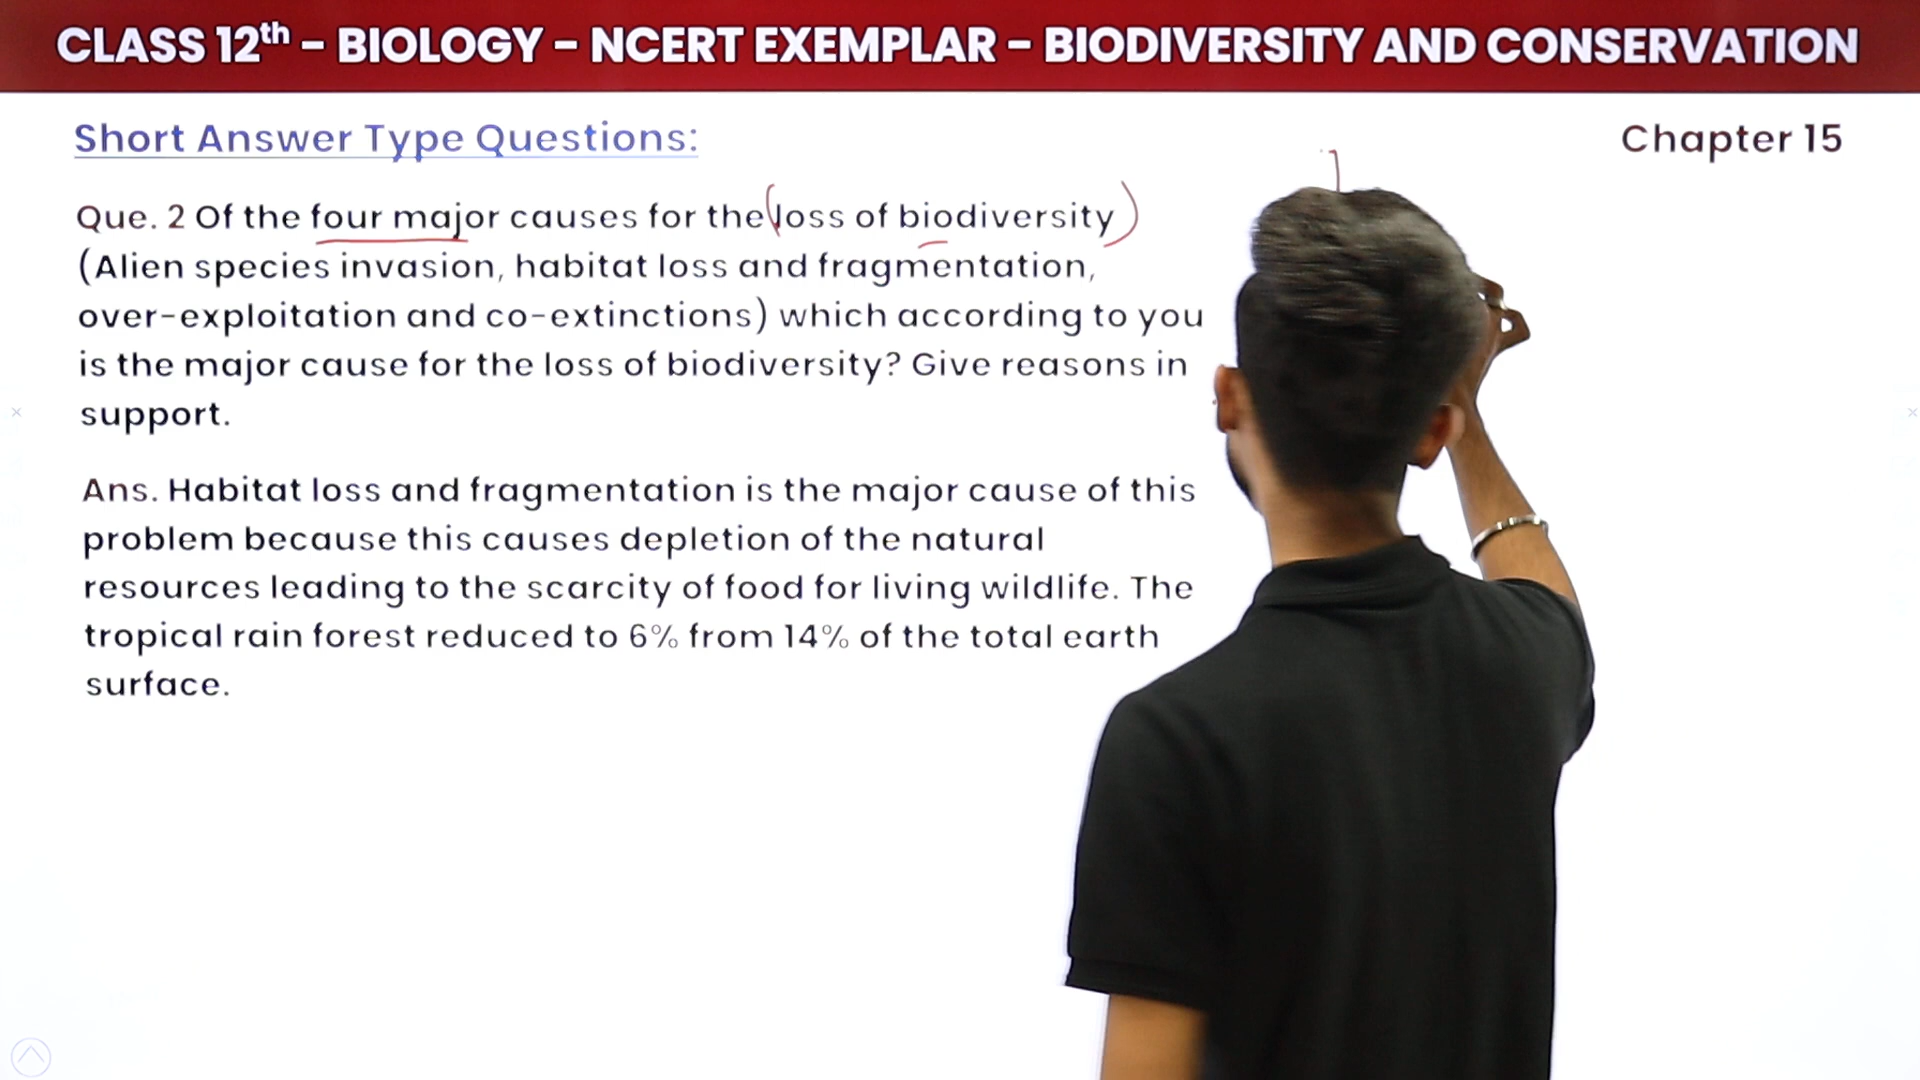 CLASS 12th – BIOLOGY – NCERT EXEMPLAR – BIODIVERSITY AND CONSERVATION
Short Answer Type Questions:
Chapter 15
Que. 2 Of the four major causes for the loss of biodiversity
(Alien species invasion, habitat loss and fragmentation,
over-exploitation and co-extinctions) which according to you
is the major cause for the loss of biodiversity? Give reasons in
support.
Ans. Habitat loss and fragmentation is the major cause of this
problem because this causes depletion of the natural
resources leading to the scarcity of food for living wildlife. The
tropical rain forest reduced to 6% from 14% of the total earth
surface.